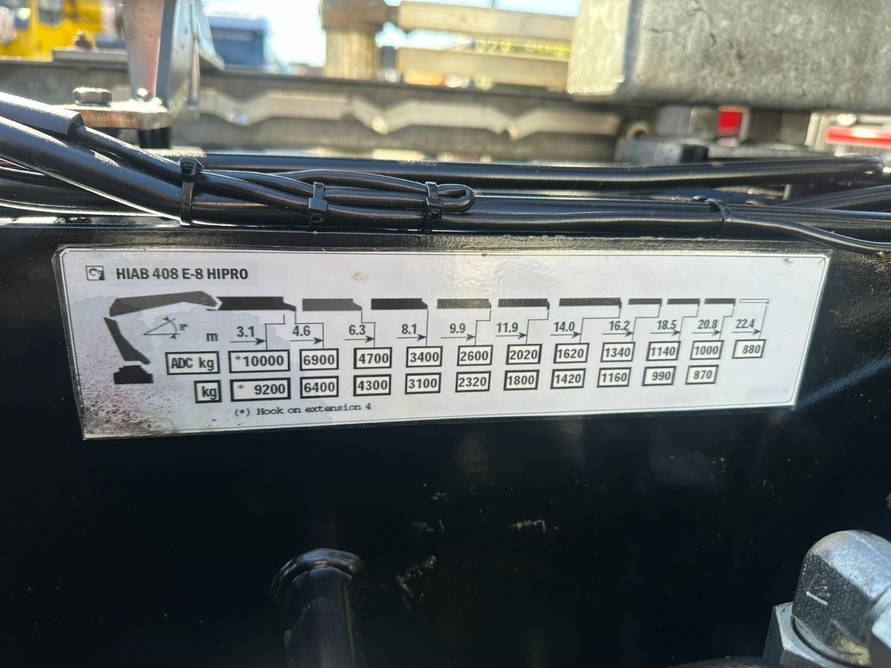 HIAB 408 E-8 HIPRO
m 3.1 4.6 6.3 8.1 9.9 11.9 14.0 16.2 18.5 20.8 22.4
ADC kg *10000 6900 4700 3400 2600 2020 1620 1340 1140 1000 880
kg * 9200 6400 4300 3100 2320 1800 1420 1160 990 870
(*) Hook on extension 4